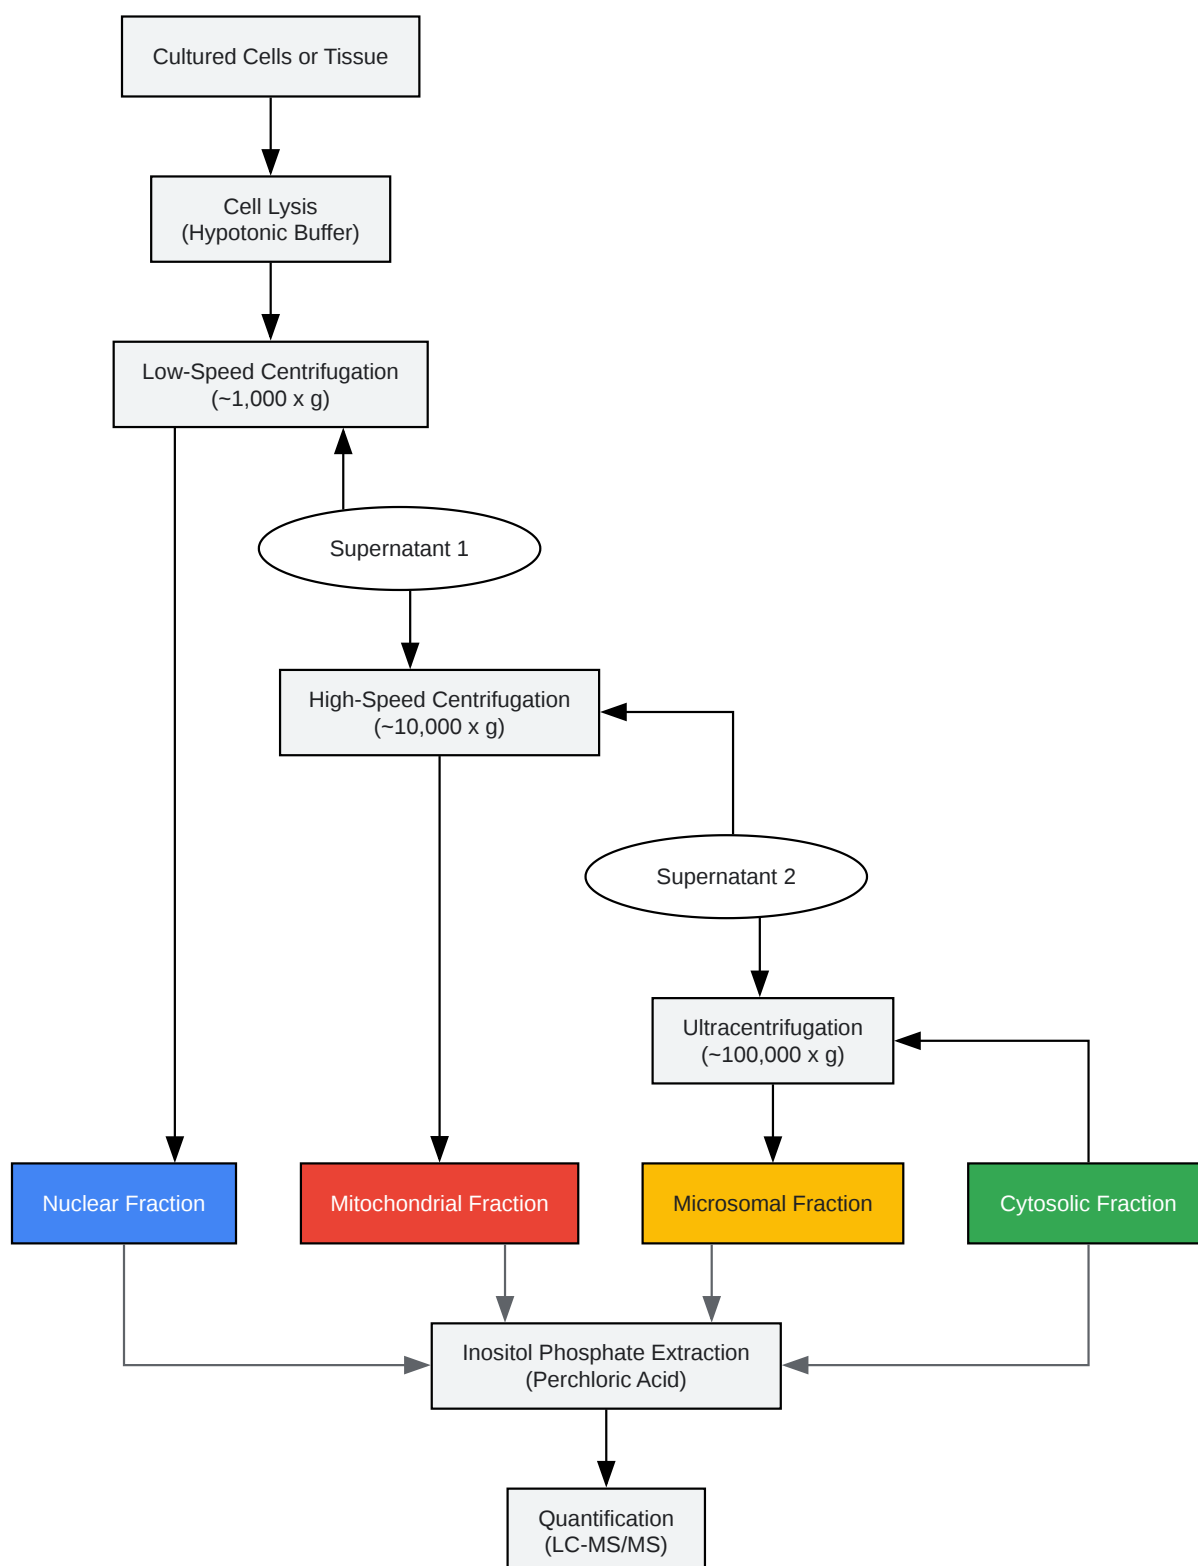 Cultured Cells or Tissue
Cell Lysis
(Hypotonic Buffer)
Low-Speed Centrifugation
(~1,000 x g)
Supernatant 1
High-Speed Centrifugation
(~10,000 x g)
Supernatant 2
Ultracentrifugation
(~100,000 x g)
Nuclear Fraction
Mitochondrial Fraction
Microsomal Fraction
Cytosolic Fraction
Inositol Phosphate Extraction
(Perchloric Acid)
Quantification
(LC-MS/MS)